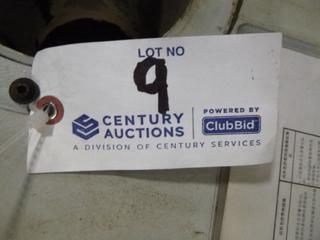 LOT NO
9
CENTURY AUCTIONS
POWERED BY
ClubBid
A DIVISION OF CENTURY SERVICES